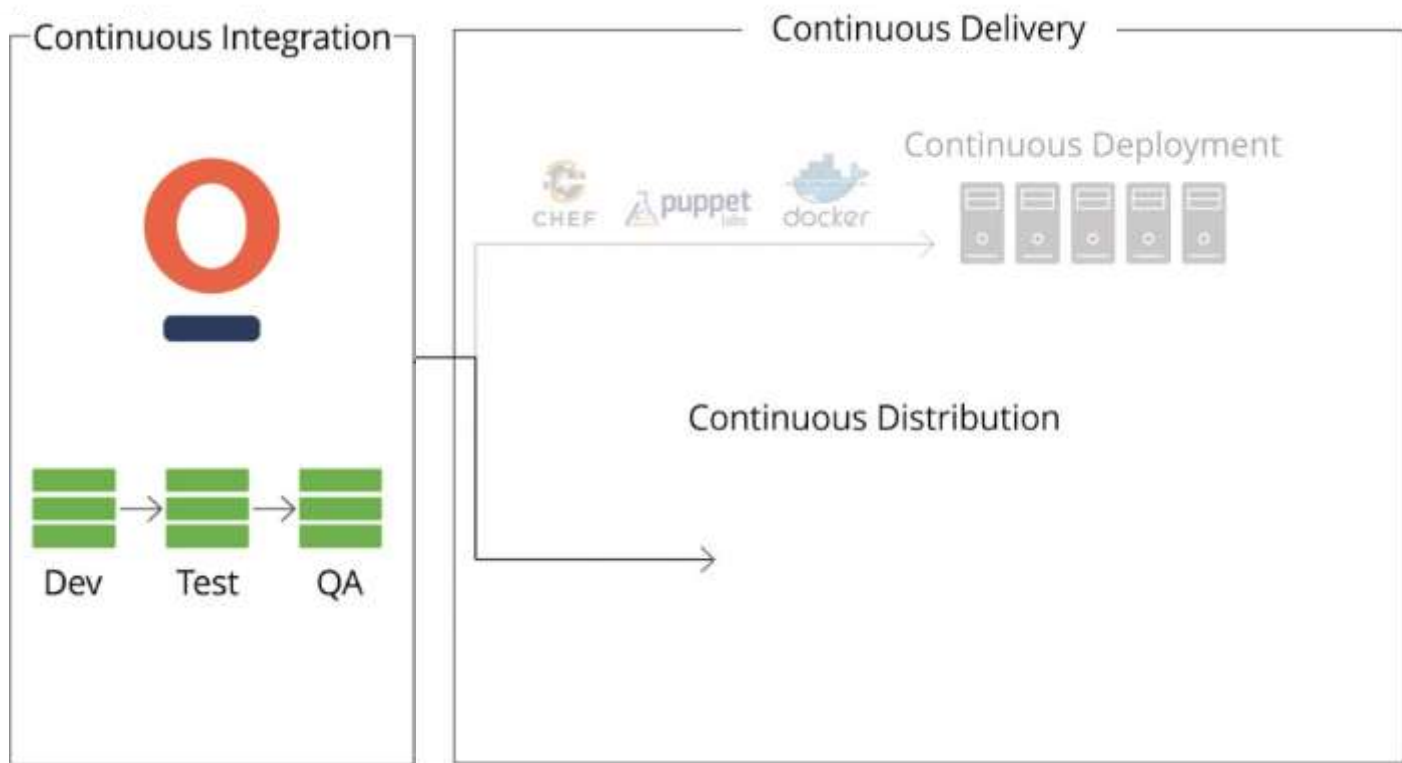 Continuous Integration
Continuous Delivery
Continuous Deployment
CHEF
puppet
labs
docker
Continuous Distribution
Dev
Test
QA